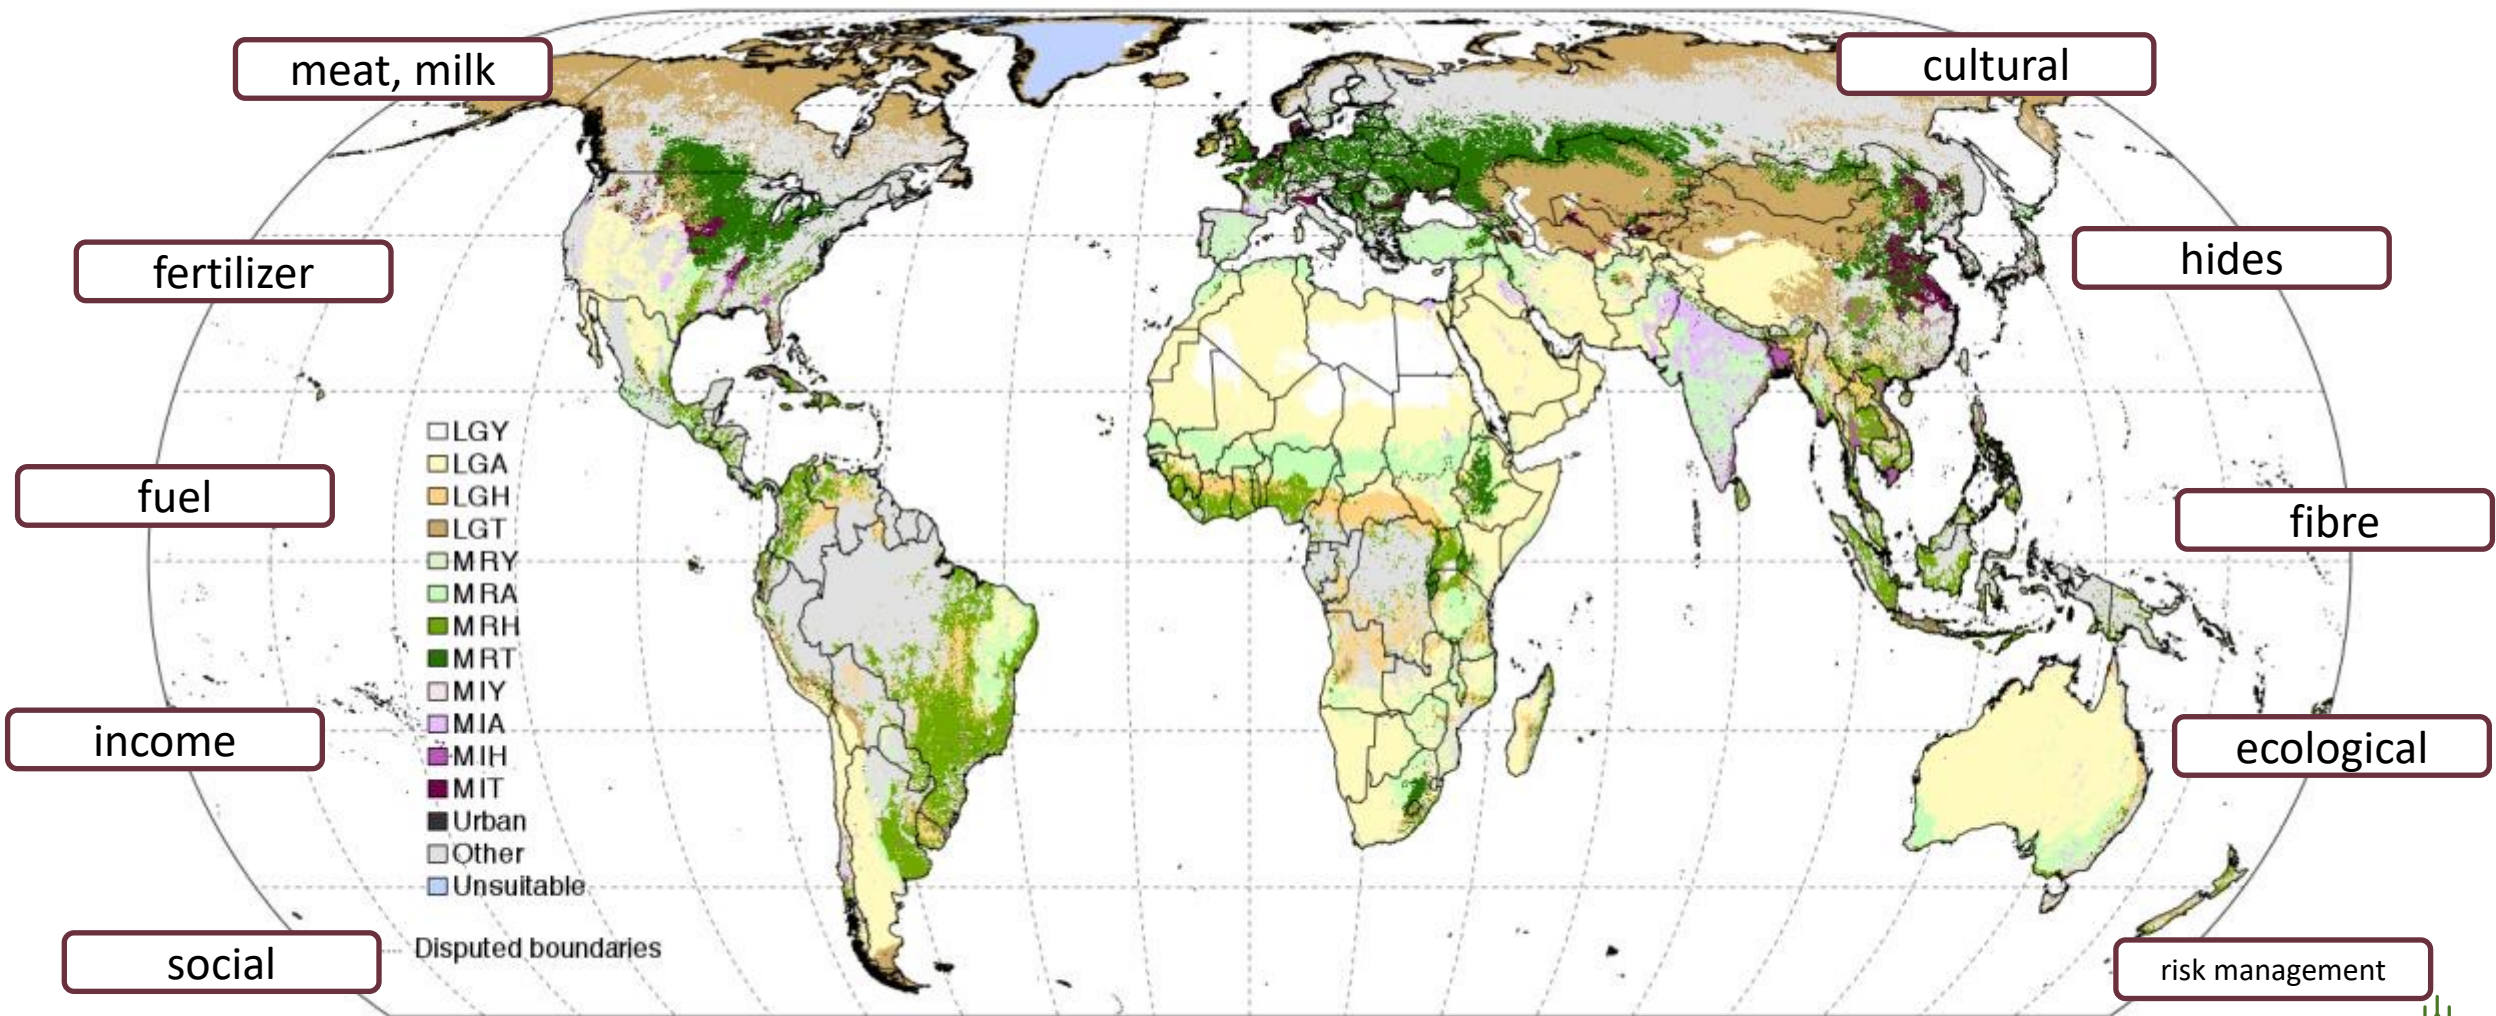 meat, milk
cultural
fertilizer
hides
fuel
fibre
income
ecological
social
risk management
LGY
LGA
LGH
LGT
MRY
MRA
MRH
MRT
MIY
MIA
MIH
MIT
Urban
Other
Unsuitable
Disputed boundaries